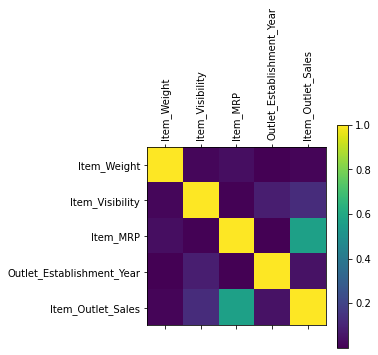 Item_Weight
Item_Visibility
Item_MRP
Outlet_Establishment_Year
Item_Outlet_Sales
Item_Weight
Item_Visibility
Item_MRP
Outlet_Establishment_Year
Item_Outlet_Sales
1.0
0.8
0.6
0.4
0.2